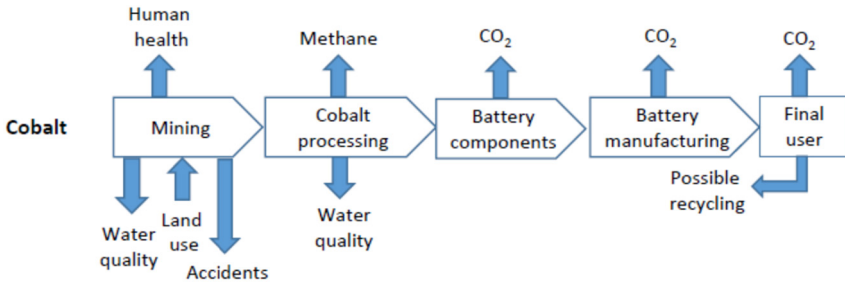 Human
health
Methane
CO₂
CO₂
CO₂
Cobalt
Mining
Cobalt
processing
Battery
components
Battery
manufacturing
Final
user
Water
quality
Land
use
Accidents
Water
quality
Possible
recycling